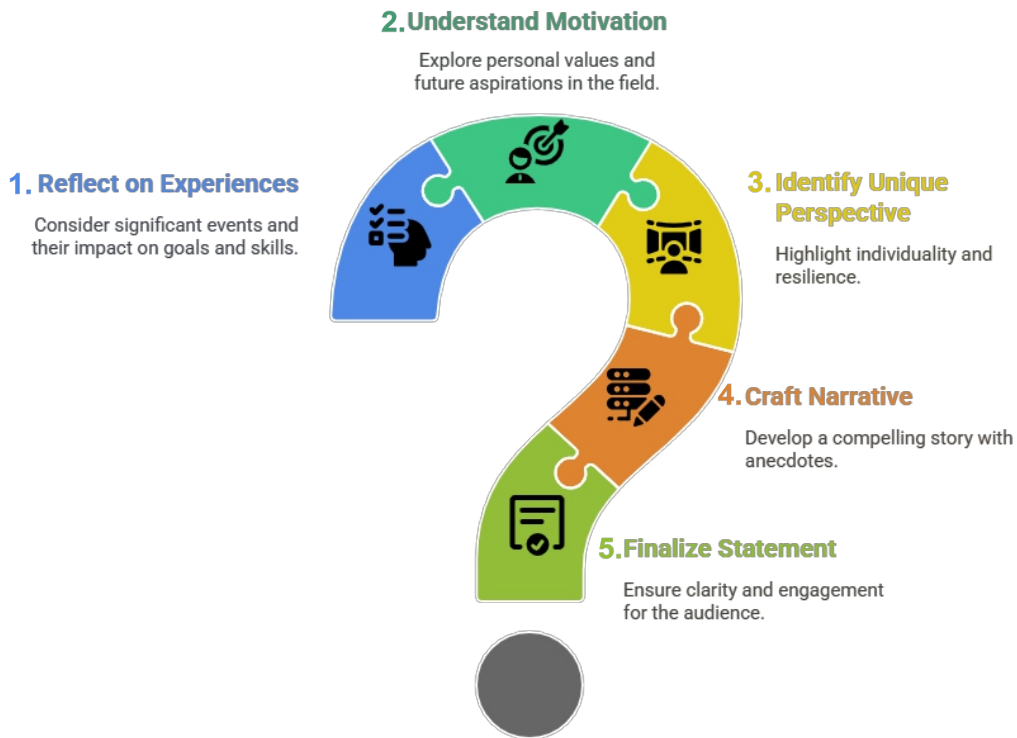 1. Reflect on Experiences
Consider significant events and
their impact on goals and skills.
2. Understand Motivation
Explore personal values and
future aspirations in the field.
3. Identify Unique
Perspective
Highlight individuality and
resilience.
4. Craft Narrative
Develop a compelling story with
anecdotes.
5. Finalize Statement
Ensure clarity and engagement
for the audience.